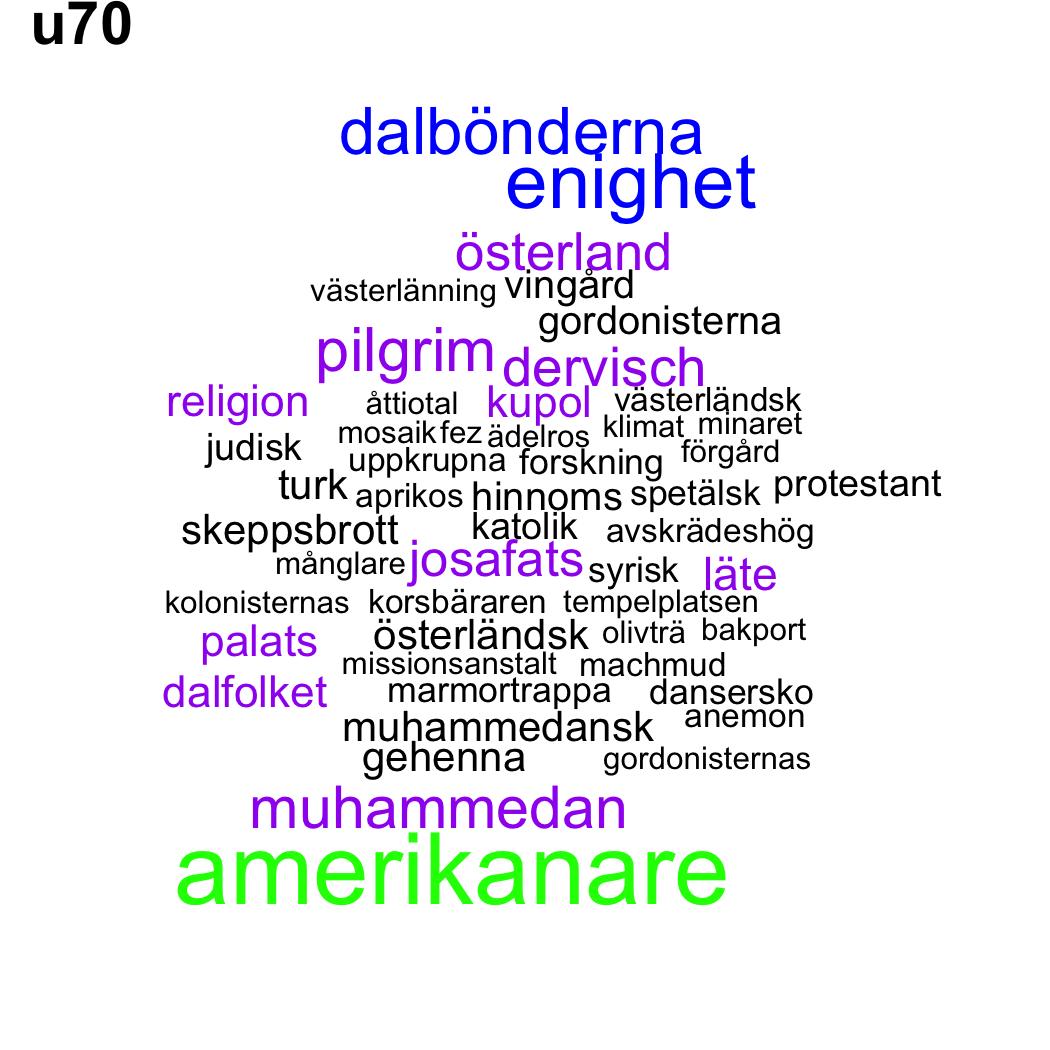 u70
dalbönderna
enighet
österland
västerlänning vingård
gordonisterna
pilgrim dervisch
religion åttiotal kupol västerländsk
judisk mosaik fez ädelros klimat minaret
uppkrupna forskning förgård
turk aprikos hinnoms spetälsk protestant
skeppsbrott katolik avskrädeshög
månglare josafats syrisk läte
kolonisternas korsbäraren tempelplatsen
palats österländsk olivträ bakport
missionsanstalt machmud
dalfolket marmortrappa dansersko
muhammedansk anemon
gehenna gordonisternas
muhammedan
amerikanare